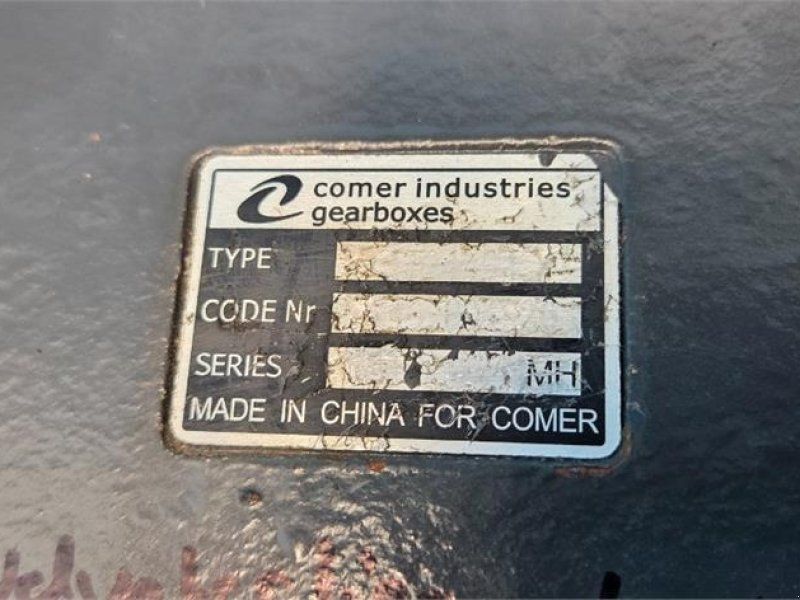 comer industries
gearboxes
TYPE
CODE Nr
SERIES MH
MADE IN CHINA FOR COMER